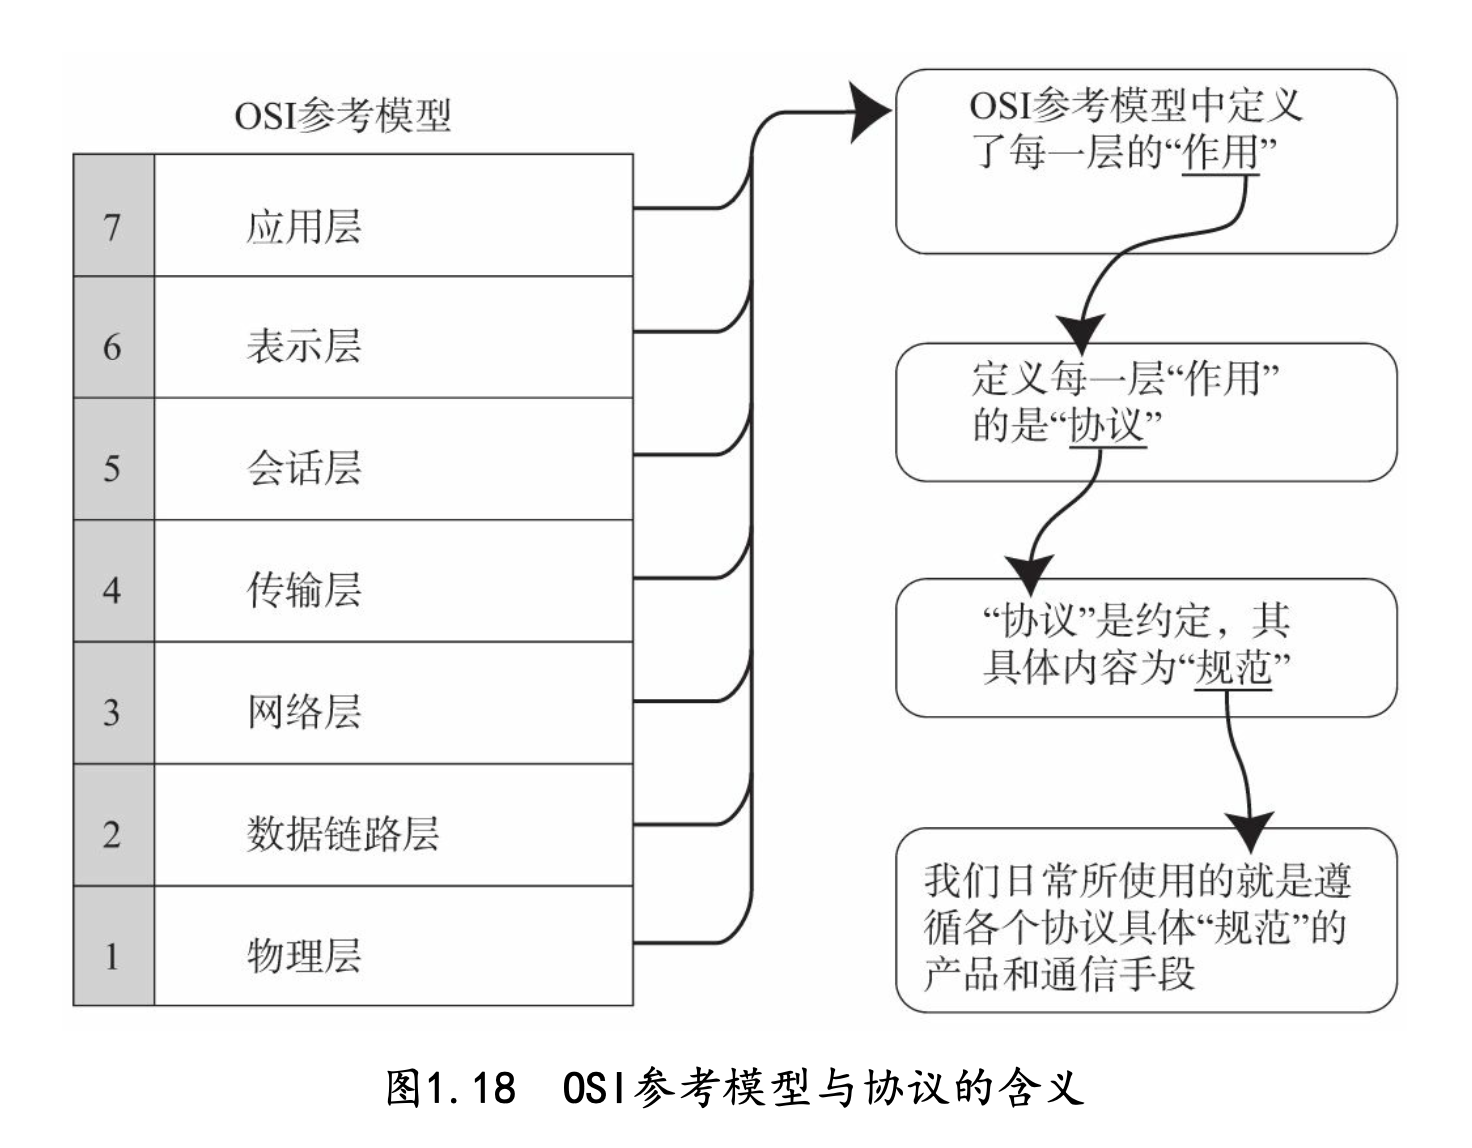 OSI参考模型
7 应用层
6 表示层
5 会话层
4 传输层
3 网络层
2 数据链路层
1 物理层
OSI参考模型中定义
了每一层的“作用”
定义每一层“作用”
的是“协议”
“协议”是约定，其
具体内容为“规范”
我们日常所使用的就是遵
循各个协议具体“规范”的
产品和通信手段
图1.18 OSI参考模型与协议的含义